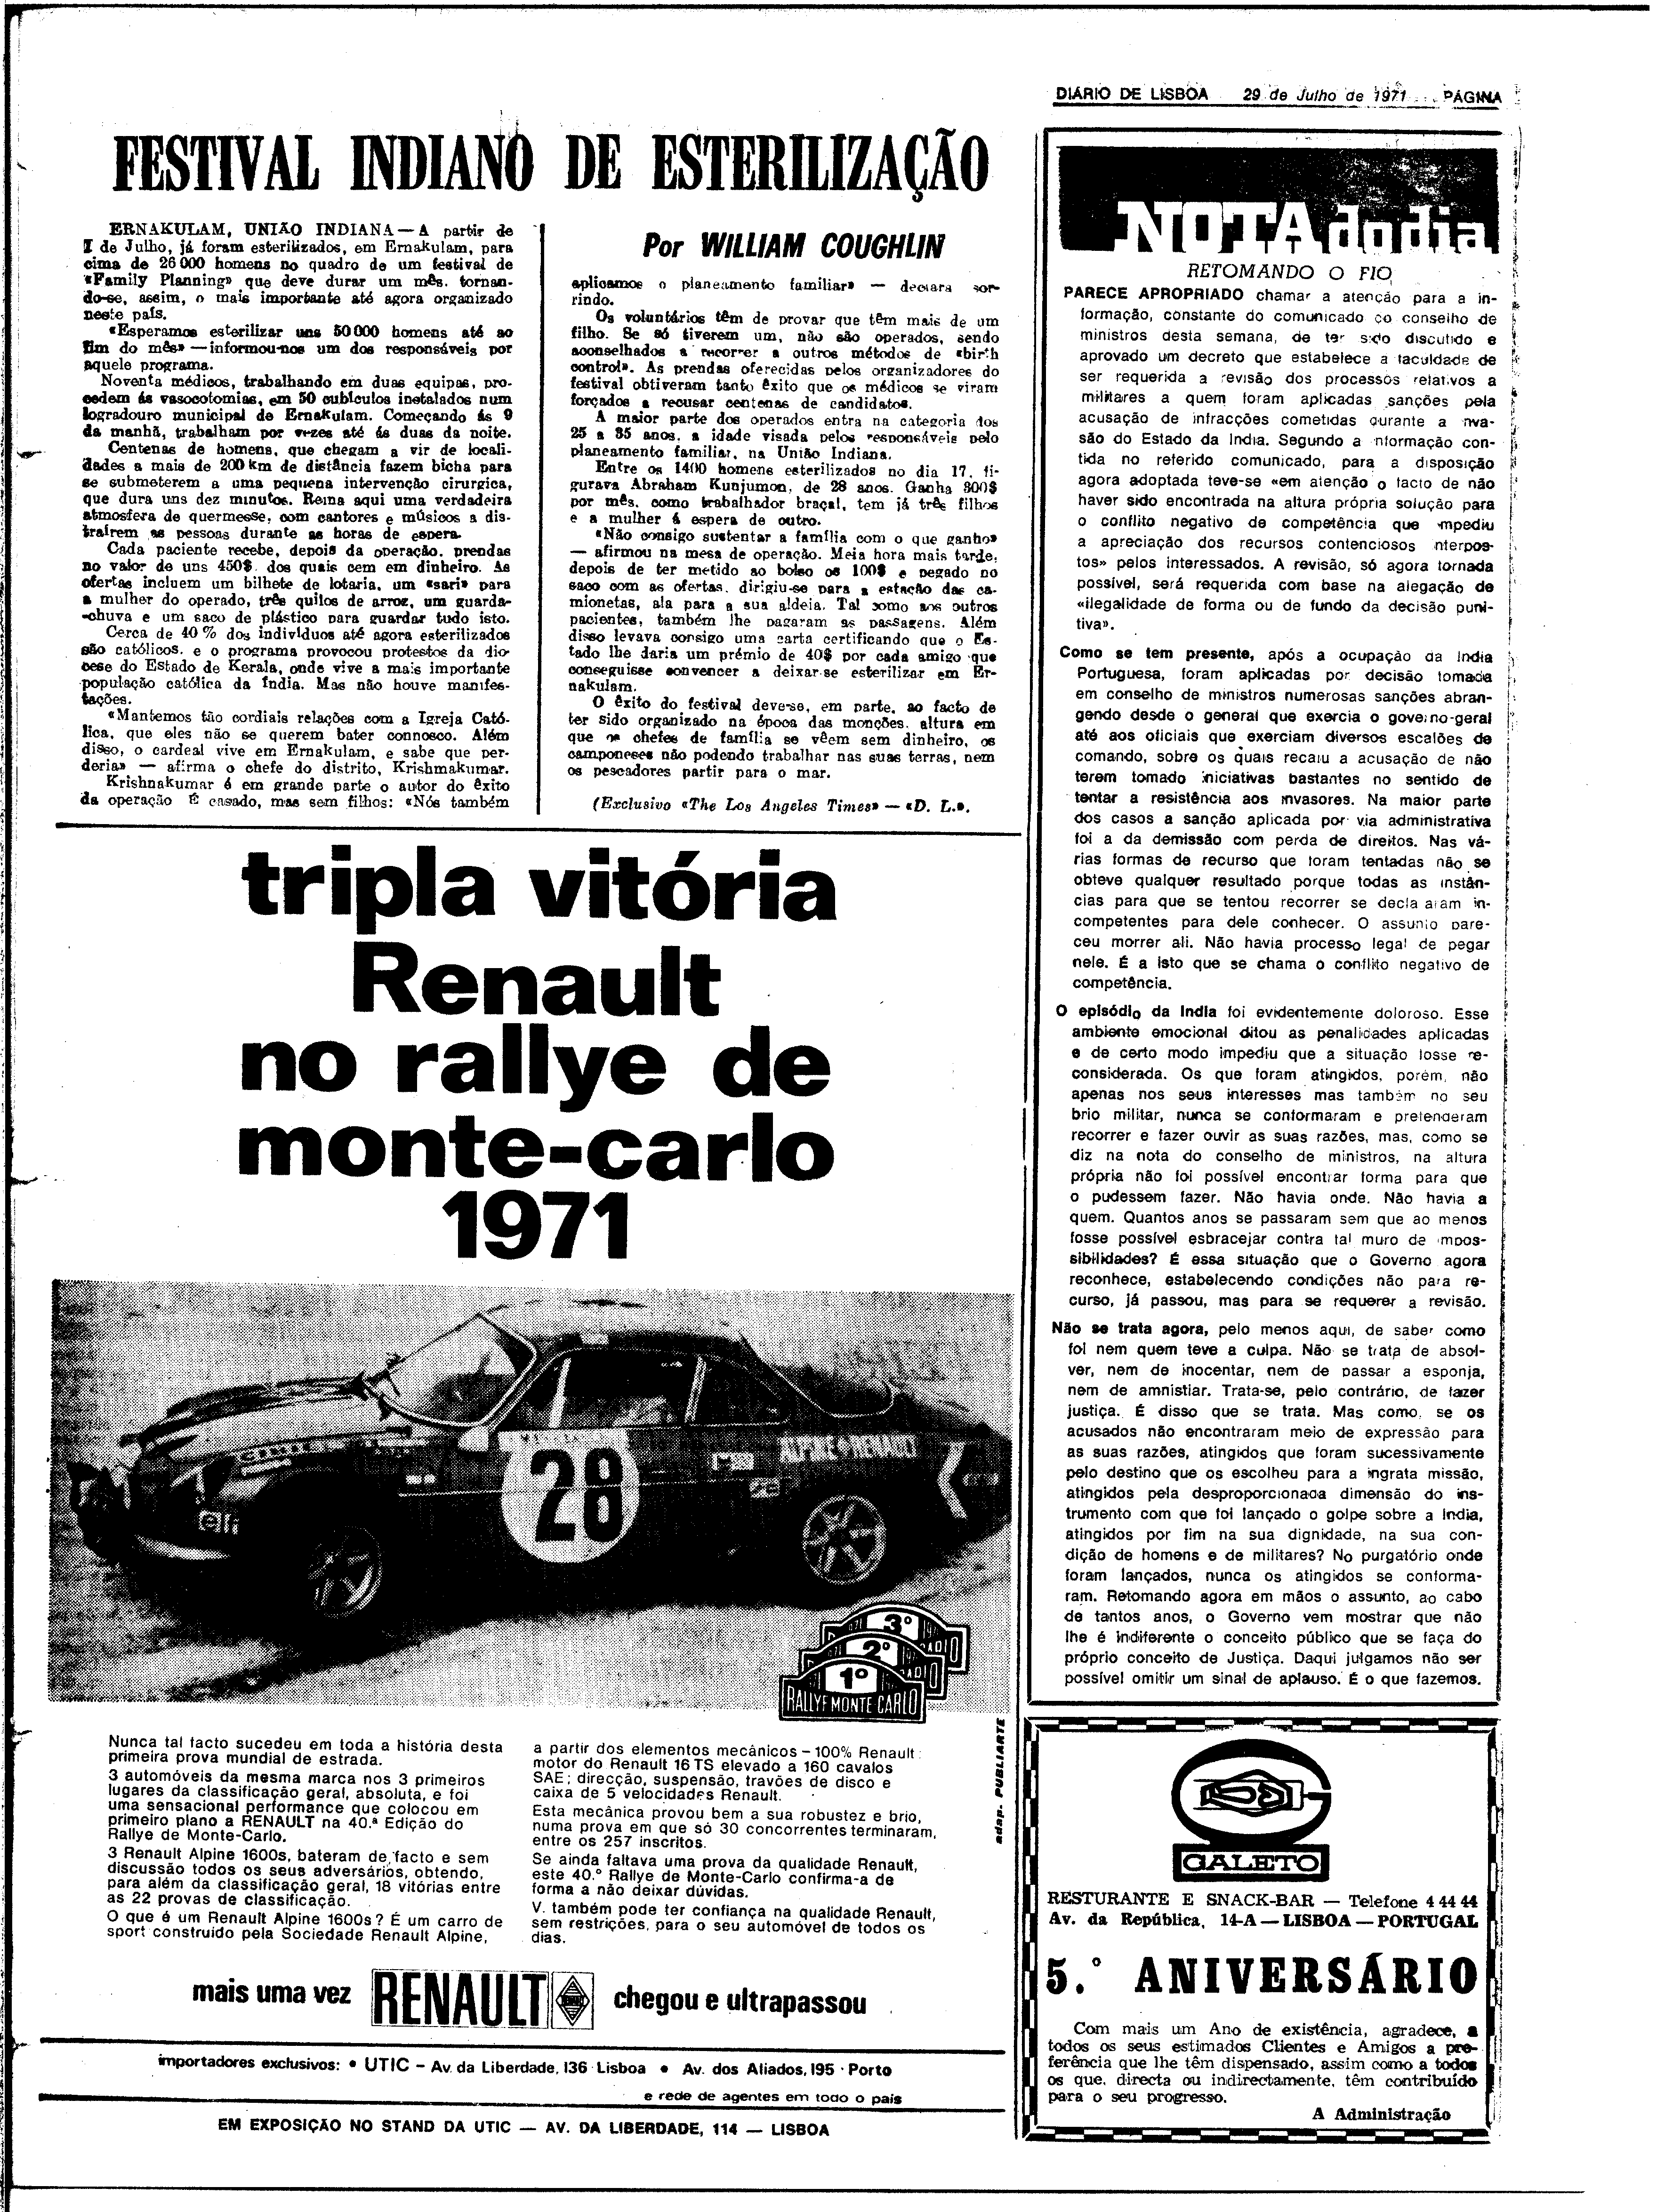 DIÁRIO DE LISBOA 29 de Julho de 1971 PÁGINA
FESTIVAL INDIANO DE ESTERILIZAÇÃO
ERNAKULAM, UNIÃO INDIANA — A partir de
1 de Julho, já foram esterilizados, em Ernakulam, para
cima de 26 000 homens no quadro de um festival de
«Family Planning» que deve durar um mês, tornan-
do-se, assim, o mais importante até agora organizado
neste país.
«Esperamos esterilizar uns 50 000 homens até ao
fim do mês» — informou-nos um dos responsáveis por
aquele programa.
Noventa médicos, trabalhando em duas equipas, pro-
cedem ás vasocotomias, em 50 cubículos instalados num
logradouro municipal de Ernakulam. Começando ás 9
da manhã, trabalham por vezes até ás duas da noite.
Centenas de homens, que chegam a vir de locali-
dades a mais de 200 km de distância fazem bicha para
se submeterem a uma pequena intervenção cirurgica,
que dura uns dez minutos. Reina aqui uma verdadeira
atmosfera de quermesse, com cantores e músicos a dis-
traírem as pessoas durante as horas de espera.
Cada paciente recebe, depois da operação, prendas
no valor de uns 450$, dos quais cem em dinheiro. As
ofertas incluem um bilhete de lotaria, um «sari» para
a mulher do operado, três quilos de arroz, um guarda-
-chuva e um saco de plástico para guardar tudo isto.
Cerca de 40 % dos indivíduos até agora esterilizados
são católicos, e o programa provocou protestos da dio-
cese do Estado de Kerala, onde vive a mais importante
população católica da Índia. Mas não houve manifes-
tações.
«Mantemos tão cordiais relações com a Igreja Cató-
lica, que eles não se querem bater connosco. Além
disso, o cardeal vive em Ernakulam, e sabe que per-
deria» — afirma o chefe do distrito, Krishmakumar.
Krishnakumar é em grande parte o autor do êxito
da operação É casado, mas sem filhos: «Nós também
Por WILLIAM COUGHLIN
aplicamos o planeamento familiar» — declara sor-
rindo.
Os voluntários têm de provar que têm mais de um
filho. Se só tiverem um, não são operados, sendo
aconselhados a recorrer a outros métodos de «birth
control». As prendas oferecidas pelos organizadores do
festival obtiveram tanto êxito que os médicos se viram
forçados a recusar centenas de candidatos.
A maior parte dos operados entra na categoria dos
25 a 35 anos, a idade visada pelos responsáveis pelo
planeamento familiar, na União Indiana.
Entre os 1400 homens esterilizados no dia 17, fi-
gurava Abraham Kunjumon, de 28 anos. Ganha 300$
por mês, como trabalhador braçal, tem já três filhos
e a mulher á espera de outro.
«Não consigo sustentar a família com o que ganho»
— afirmou na mesa de operação. Meia hora mais tarde,
depois de ter metido ao bolso os 100$ e pegado no
saco com as ofertas, dirigiu-se para a estação das ca-
mionetas, ala para a sua aldeia. Tal como aos outros
pacientes, também lhe pagaram as passagens. Além
disso levava consigo uma carta certificando que o Es-
tado lhe daria um prémio de 40$ por cada amigo que
conseguisse convencer a deixar-se esterilizar em Er-
nakulam.
O êxito do festival deve-se, em parte, ao facto de
ter sido organizado na época das monções, altura em
que os chefes de família se vêem sem dinheiro, os
camponeses não podendo trabalhar nas suas terras, nem
os pescadores partir para o mar.
(Exclusivo «The Los Angeles Times» — «D. L.».
tripla vitória
Renault
no rallye de
monte-carlo
1971
28
ALPINE RENAULT
elf
3º
2º
1º
RALLYE MONTE CARLO
adap. PUBLIARTE
Nunca tal facto sucedeu em toda a história desta
primeira prova mundial de estrada.
3 automóveis da mesma marca nos 3 primeiros
lugares da classificação geral, absoluta, e foi
uma sensacional performance que colocou em
primeiro plano a RENAULT na 40.ª Edição do
Rallye de Monte-Carlo.
3 Renault Alpine 1600s, bateram de facto e sem
discussão todos os seus adversários, obtendo,
para além da classificação geral, 18 vitórias entre
as 22 provas de classificação.
O que é um Renault Alpine 1600s? É um carro de
sport construído pela Sociedade Renault Alpine,
a partir dos elementos mecânicos – 100% Renault:
motor do Renault 16 TS elevado a 160 cavalos
SAE; direcção, suspensão, travões de disco e
caixa de 5 velocidades Renault.
Esta mecânica provou bem a sua robustez e brio,
numa prova em que só 30 concorrentes terminaram,
entre os 257 inscritos.
Se ainda faltava uma prova da qualidade Renault,
este 40.º Rallye de Monte-Carlo confirma-a de
forma a não deixar dúvidas.
V. também pode ter confiança na qualidade Renault,
sem restrições, para o seu automóvel de todos os
dias.
mais uma vez RENAULT chegou e ultrapassou
importadores exclusivos: • UTIC – Av. da Liberdade, 136 · Lisboa • Av. dos Aliados, 195 · Porto
e rede de agentes em todo o país
EM EXPOSIÇÃO NO STAND DA UTIC — AV. DA LIBERDADE, 114 — LISBOA
NOTA do dia
RETOMANDO O FIO
PARECE APROPRIADO chamar a atenção para a in-
formação, constante do comunicado do conselho de
ministros desta semana, de ter sido discutido e
aprovado um decreto que estabelece a faculdade de
ser requerida a revisão dos processos relativos a
militares a quem foram aplicadas sanções pela
acusação de infracções cometidas durante a inva-
são do Estado da India. Segundo a informação con-
tida no referido comunicado, para a disposição
agora adoptada teve-se «em atenção o facto de não
haver sido encontrada na altura própria solução para
o conflito negativo de competência que impediu
a apreciação dos recursos contenciosos interpos-
tos» pelos interessados. A revisão, só agora tornada
possível, será requerida com base na alegação de
«ilegalidade de forma ou de fundo da decisão puni-
tiva».
Como se tem presente, após a ocupação da India
Portuguesa, foram aplicadas por decisão tomada
em conselho de ministros numerosas sanções abran-
gendo desde o general que exercia o governo-geral
até aos oficiais que exerciam diversos escalões de
comando, sobre os quais recaiu a acusação de não
terem tomado iniciativas bastantes no sentido de
tentar a resistência aos invasores. Na maior parte
dos casos a sanção aplicada por via administrativa
foi a da demissão com perda de direitos. Nas vá-
rias formas de recurso que foram tentadas não se
obteve qualquer resultado porque todas as instân-
cias para que se tentou recorrer se declararam in-
competentes para dele conhecer. O assunto pare-
ceu morrer ali. Não havia processo legal de pegar
nele. É a isto que se chama o conflito negativo de
competência.
O episódio da India foi evidentemente doloroso. Esse
ambiente emocional ditou as penalidades aplicadas
e de certo modo impediu que a situação fosse re-
considerada. Os que foram atingidos, porém, não
apenas nos seus interesses mas também no seu
brio militar, nunca se conformaram e pretenderam
recorrer e fazer ouvir as suas razões, mas, como se
diz na nota do conselho de ministros, na altura
própria não foi possível encontrar forma para que
o pudessem fazer. Não havia onde. Não havia a
quem. Quantos anos se passaram sem que ao menos
fosse possível esbracejar contra tal muro de impos-
sibilidades? É essa situação que o Governo agora
reconhece, estabelecendo condições não para re-
curso, já passou, mas para se requerer a revisão.
Não se trata agora, pelo menos aqui, de saber como
foi nem quem teve a culpa. Não se trata de absol-
ver, nem de inocentar, nem de passar a esponja,
nem de amnistiar. Trata-se, pelo contrário, de fazer
justiça. É disso que se trata. Mas como, se os
acusados não encontraram meio de expressão para
as suas razões, atingidos que foram sucessivamente
pelo destino que os escolheu para a ingrata missão,
atingidos pela desproporcionada dimensão do ins-
trumento com que foi lançado o golpe sobre a India,
atingidos por fim na sua dignidade, na sua con-
dição de homens e de militares? No purgatório onde
foram lançados, nunca os atingidos se conforma-
ram. Retomando agora em mãos o assunto, ao cabo
de tantos anos, o Governo vem mostrar que não
lhe é indiferente o conceito público que se faça do
próprio conceito de Justiça. Daqui julgamos não ser
possível omitir um sinal de aplauso. É o que fazemos.
GALETO
RESTURANTE E SNACK-BAR — Telefone 4 44 44
Av. da República, 14-A — LISBOA — PORTUGAL
5.º ANIVERSÁRIO
Com mais um Ano de existência, agradece, a
todos os seus estimados Clientes e Amigos a pre-
ferência que lhe têm dispensado, assim como a todos
os que, directa ou indirectamente, têm contribuído
para o seu progresso.
A Administração